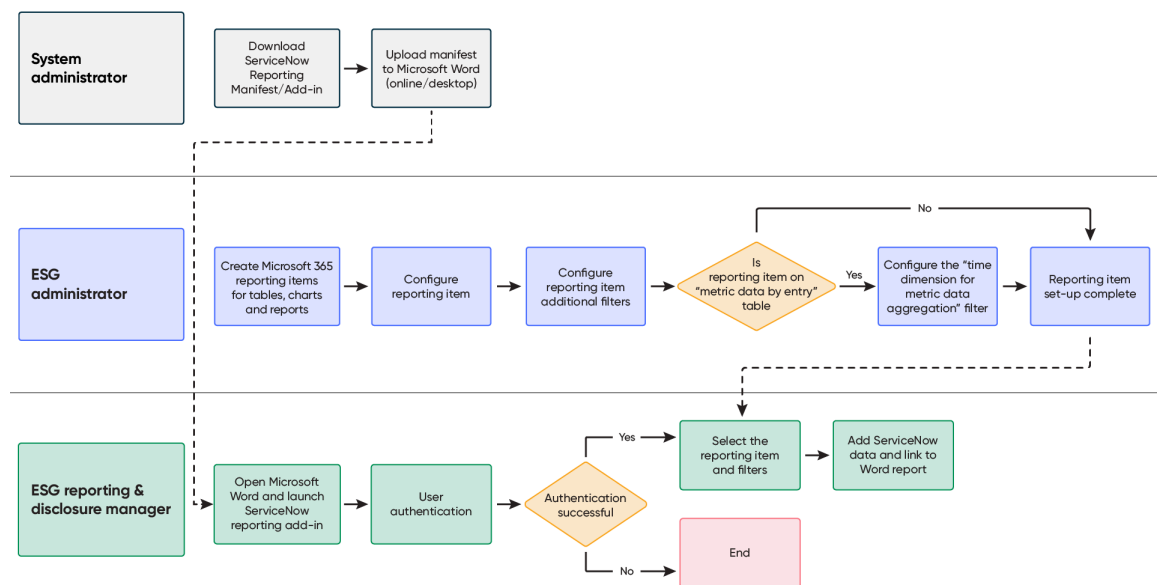 System
administrator
Download
ServiceNow
Reporting
Manifest/Add-in
Upload manifest
to Microsoft Word
(online/desktop)
ESG
administrator
Create Microsoft 365
reporting items
for tables, charts
and reports
Configure
reporting item
Configure
reporting item
additional filters
Is
reporting item on
“metric data by entry”
table
No
Yes
Configure the “time
dimension for
metric data
aggregation” filter
Reporting item
set-up complete
ESG reporting &
disclosure manager
Open Microsoft
Word and launch
ServiceNow
reporting add-in
User
authentication
Authentication
successful
Yes
Select the
reporting item
and filters
Add ServiceNow
data and link to
Word report
No
End